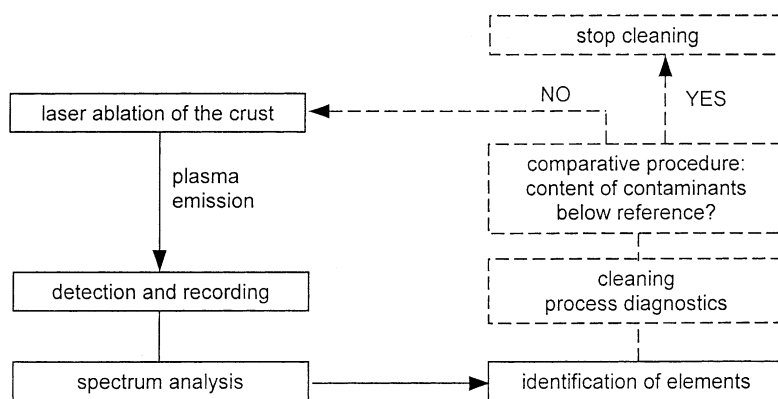 stop cleaning
NO
YES
laser ablation of the crust
comparative procedure:
content of contaminants
below reference?
plasma
emission
cleaning
process diagnostics
detection and recording
spectrum analysis
identification of elements